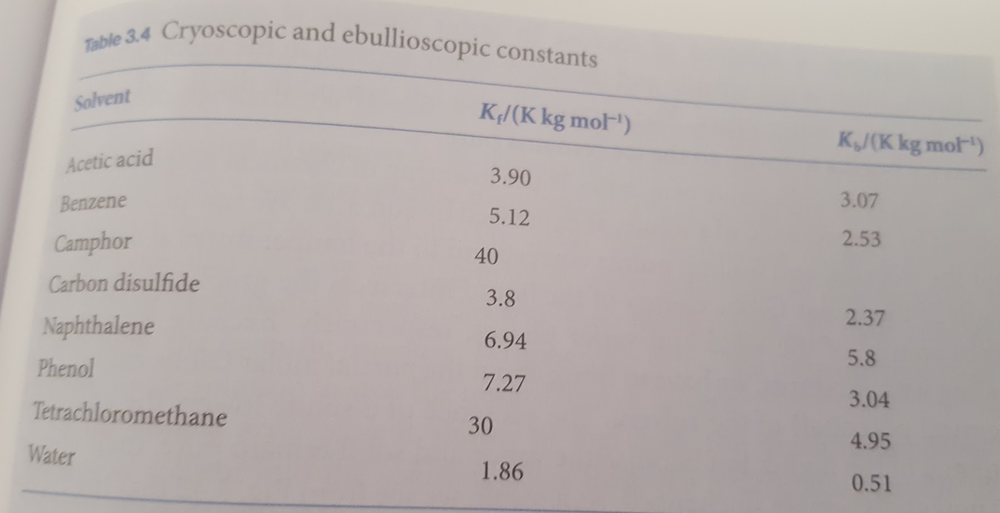 Table 3.4 Cryoscopic and ebullioscopic constants
Solvent K_f/(K kg mol⁻¹) K_b/(K kg mol⁻¹)
Acetic acid 3.90 3.07
Benzene 5.12 2.53
Camphor 40
Carbon disulfide 3.8 2.37
Naphthalene 6.94 5.8
Phenol 7.27 3.04
Tetrachloromethane 30 4.95
Water 1.86 0.51